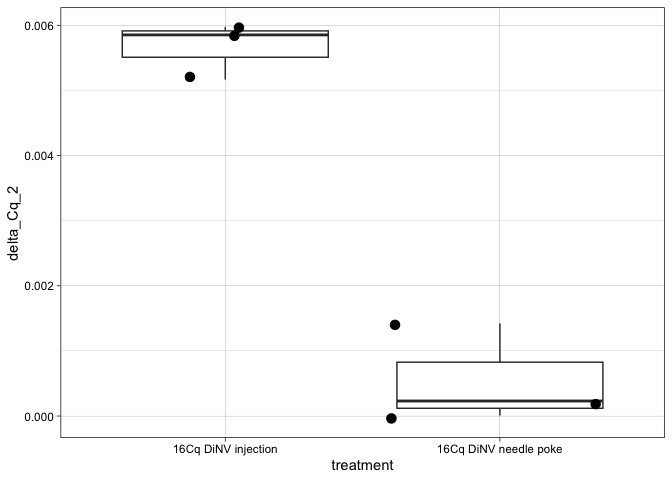 delta_Cq_2
0.006
0.004
0.002
0.000
16Cq DiNV injection
16Cq DiNV needle poke
treatment